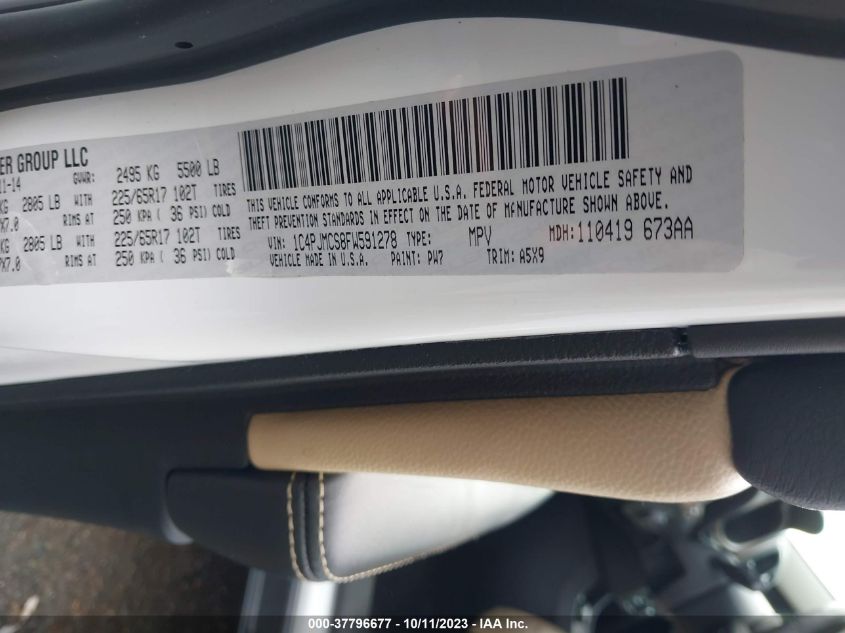 ER GROUP LLC
1-14 GVWR: 2495 KG 5500 LB
KG 2805 LB WITH 225/65R17 102T TIRES
X7.0 RIMS AT 250 KPA ( 36 PSI) COLD
KG 2805 LB WITH 225/65R17 102T TIRES
X7.0 RIMS AT 250 KPA ( 36 PSI) COLD
THIS VEHICLE CONFORMS TO ALL APPLICABLE U.S.A. FEDERAL MOTOR VEHICLE SAFETY AND
THEFT PREVENTION STANDARDS IN EFFECT ON THE DATE OF MANUFACTURE SHOWN ABOVE.
VIN: 1C4PJMCS8FW591278 TYPE: MPV MDH:110419 673AA
VEHICLE MADE IN U.S.A. PAINT: PW7 TRIM: A5X9
000-37796677 - 10/11/2023 - IAA Inc.